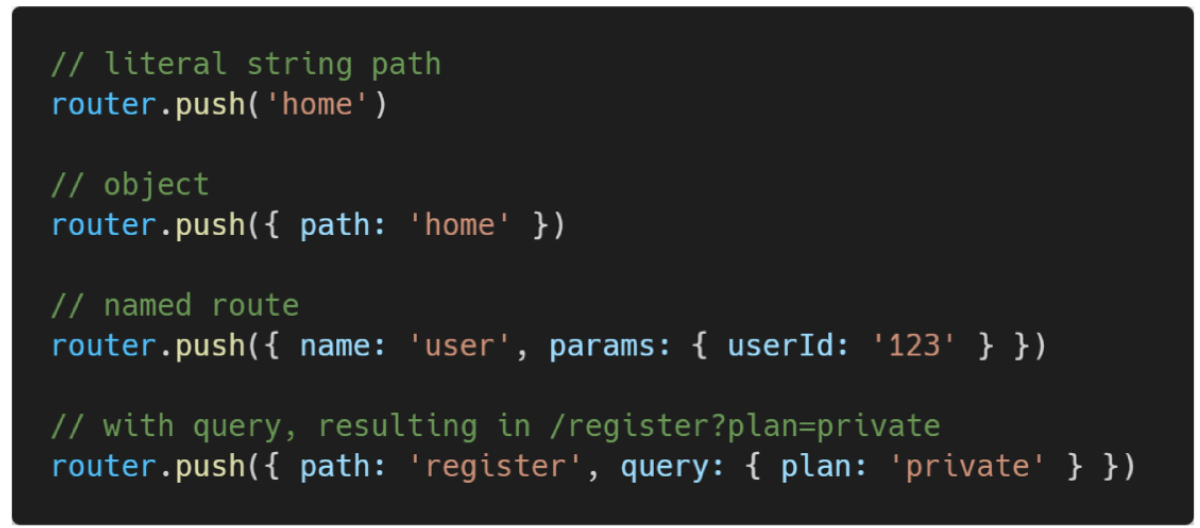 // literal string path
router.push('home')
// object
router.push({ path: 'home' })
// named route
router.push({ name: 'user', params: { userId: '123' } })
// with query, resulting in /register?plan=private
router.push({ path: 'register', query: { plan: 'private' } })